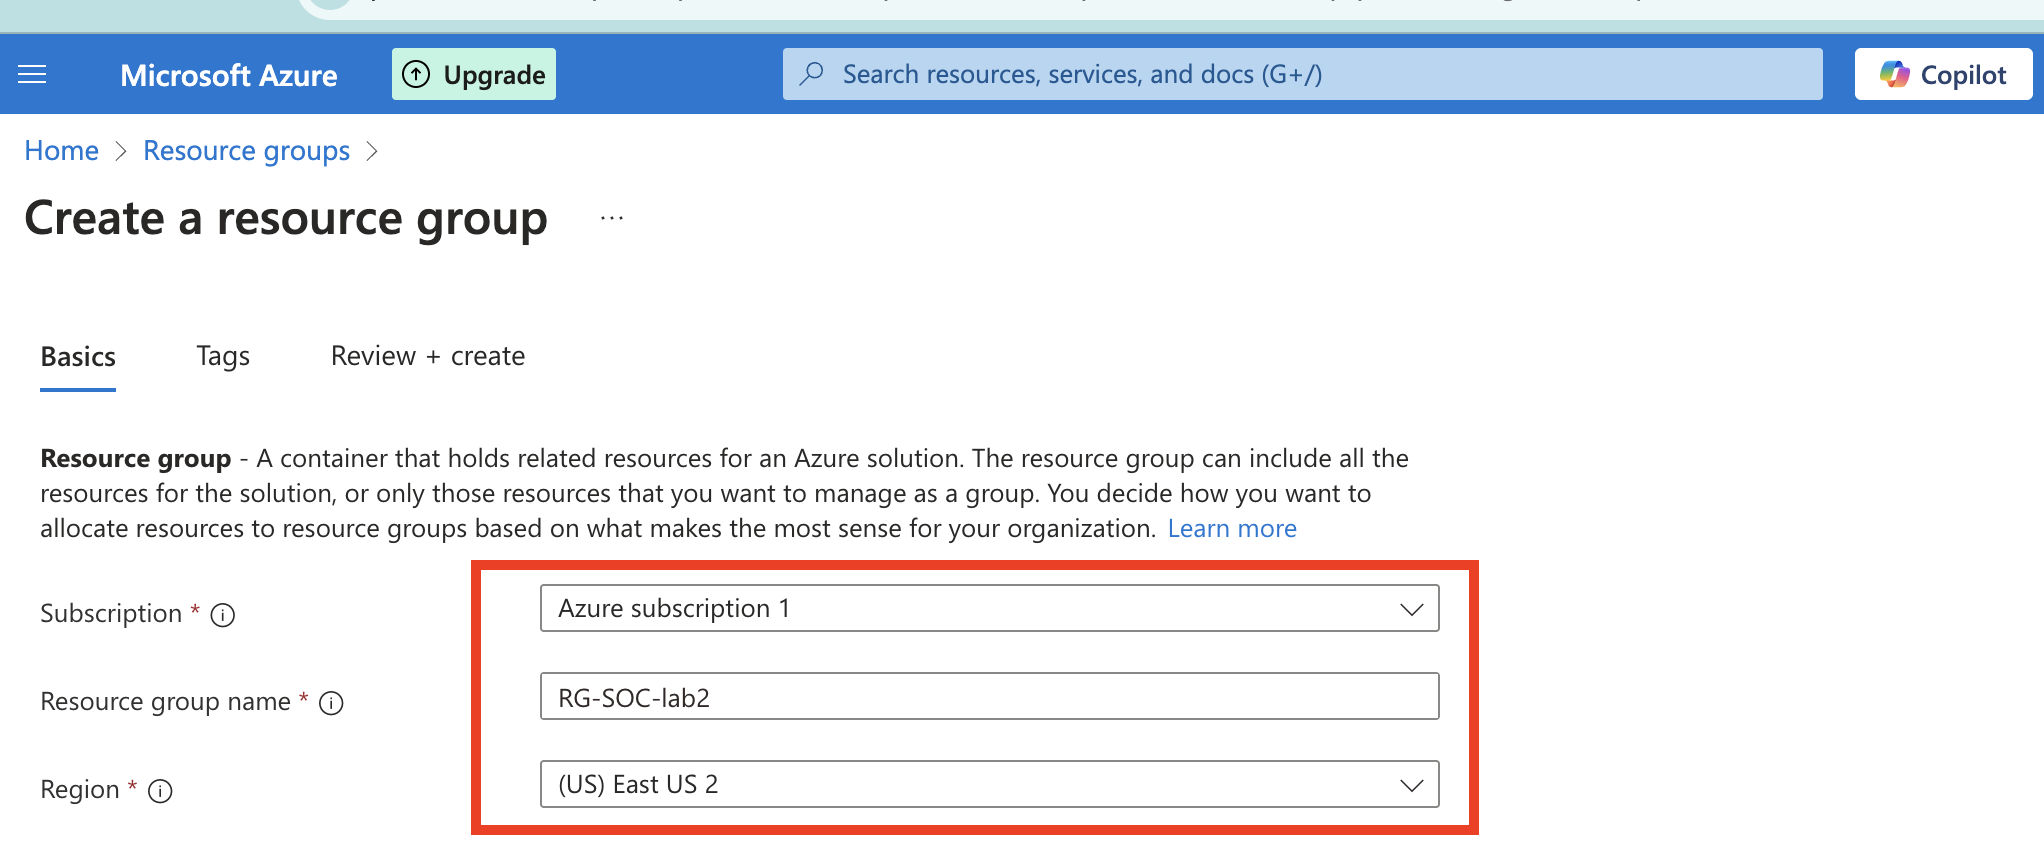 Microsoft Azure
Upgrade
Search resources, services, and docs (G+/)
Copilot
Home > Resource groups >
Create a resource group ...
Basics
Tags
Review + create
Resource group - A container that holds related resources for an Azure solution. The resource group can include all the
resources for the solution, or only those resources that you want to manage as a group. You decide how you want to
allocate resources to resource groups based on what makes the most sense for your organization. Learn more
Subscription *
Azure subscription 1
Resource group name *
RG-SOC-lab2
Region *
(US) East US 2